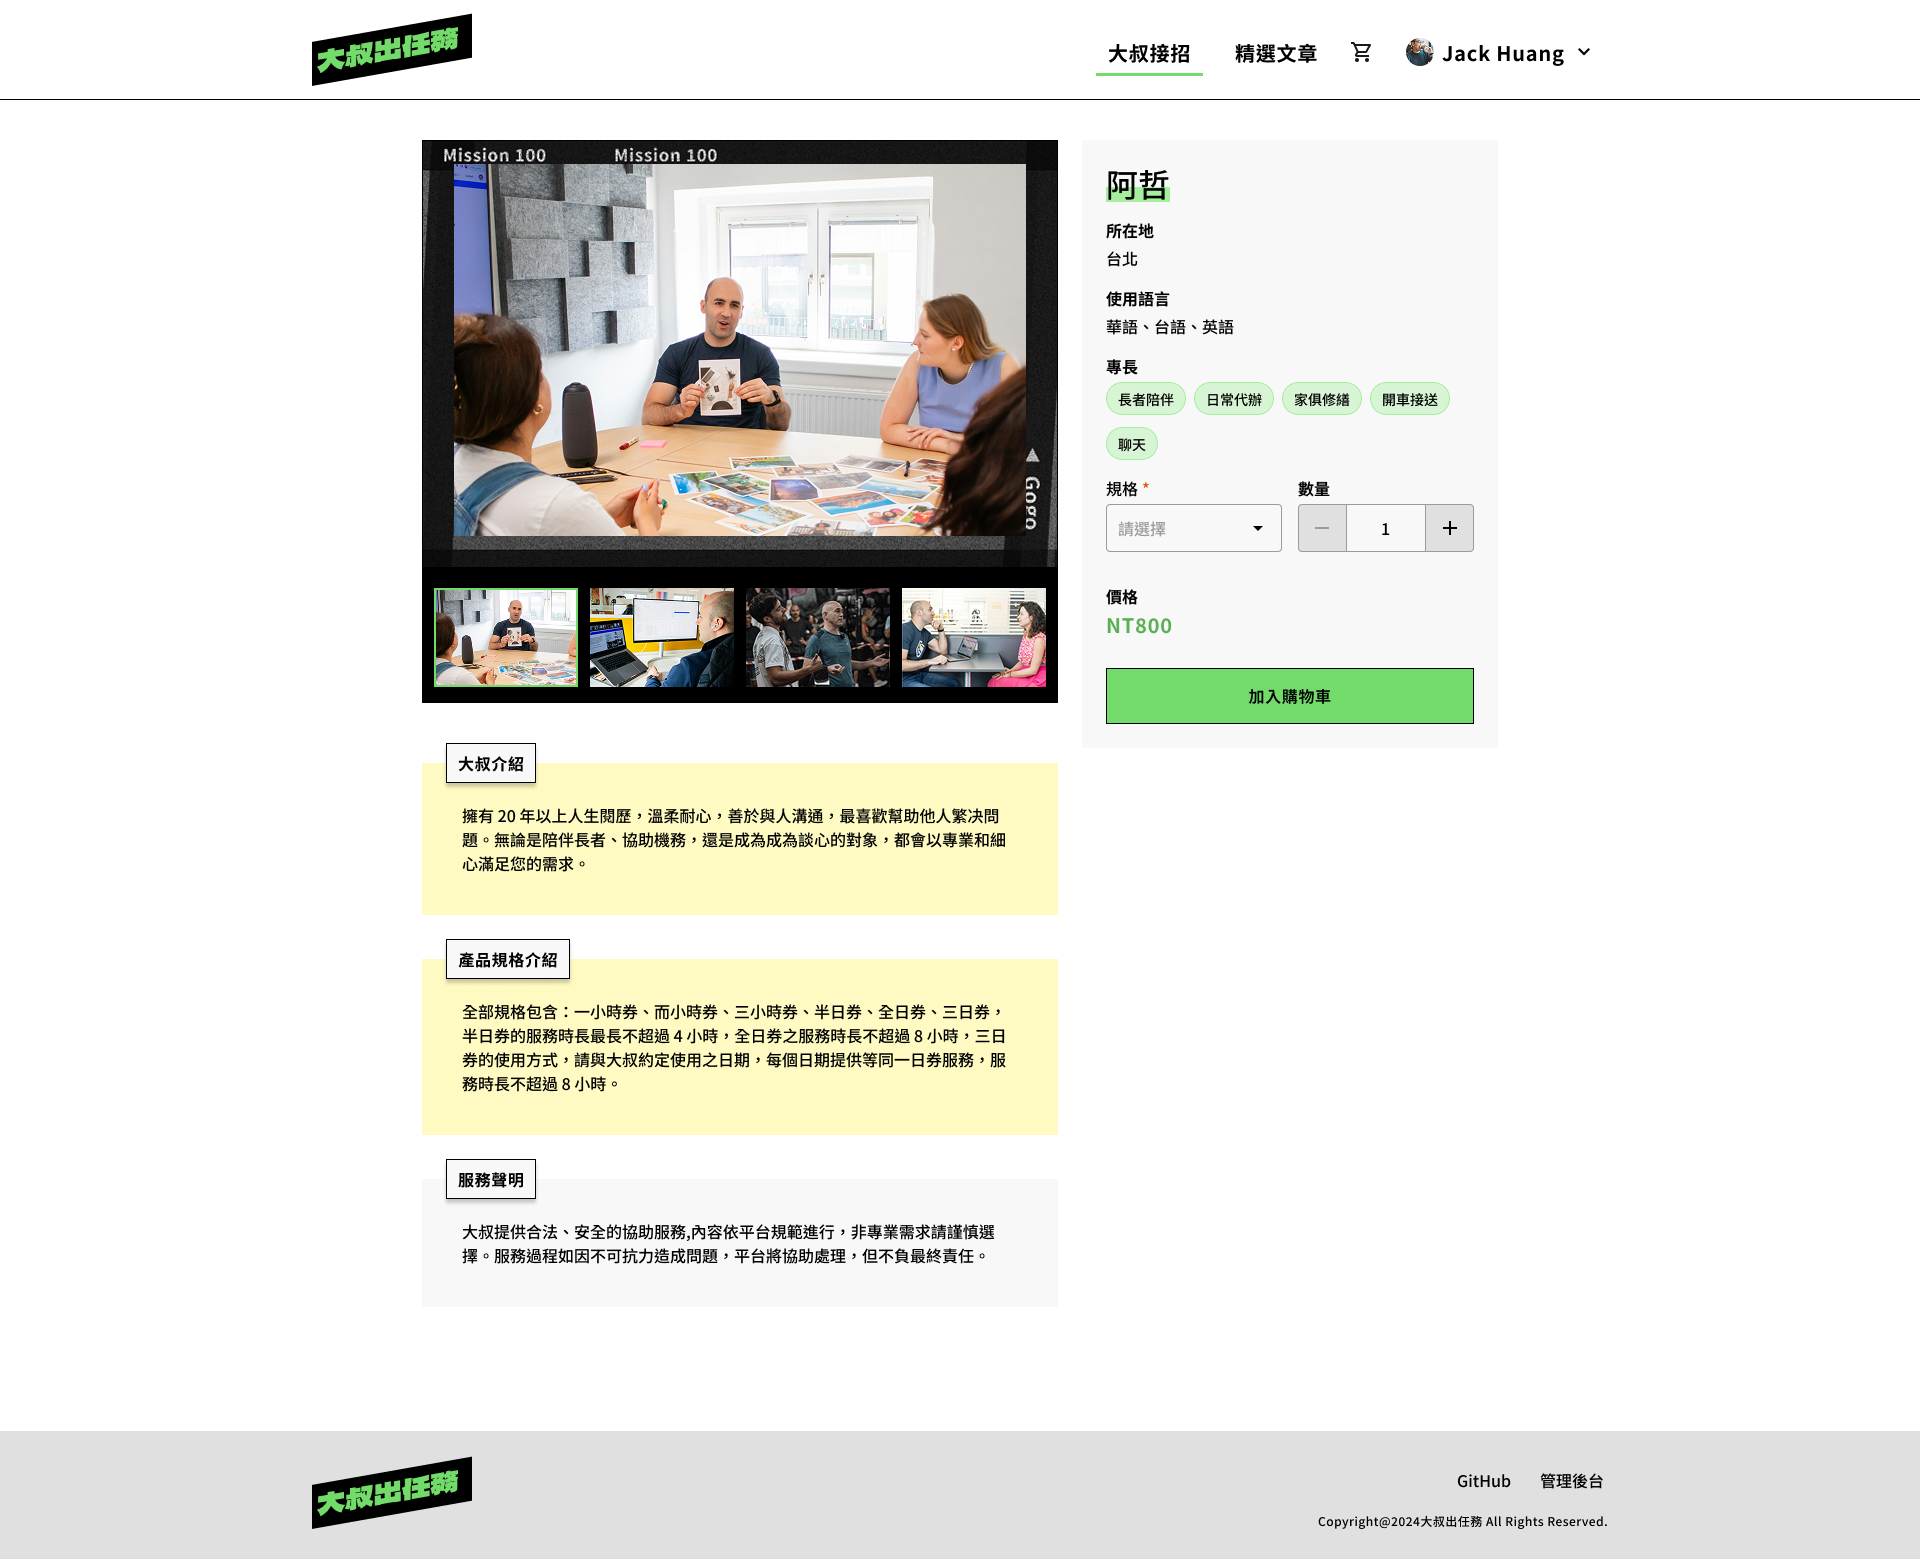 大叔出任務
大叔接招
精選文章
Jack Huang
Mission 100 Mission 100
Gogo
阿哲
所在地
台北
使用語言
華語、台語、英語
專長
長者陪伴 日常代辦 家俱修繕 開車接送
聊天
規格 * 數量
請選擇 1
價格
NT800
加入購物車
大叔介紹
擁有 20 年以上人生閱歷，溫柔耐心，善於與人溝通，最喜歡幫助他人繁决問
題。無論是陪伴長者、協助機務，還是成為成為談心的對象，都會以專業和細
心滿足您的需求。
產品規格介紹
全部規格包含：一小時券、而小時券、三小時券、半日券、全日券、三日券，
半日券的服務時長最長不超過 4 小時，全日券之服務時長不超過 8 小時，三日
券的使用方式，請與大叔約定使用之日期，每個日期提供等同一日券服務，服
務時長不超過 8 小時。
服務聲明
大叔提供合法、安全的協助服務,內容依平台規範進行，非專業需求請謹慎選
擇。服務過程如因不可抗力造成問題，平台將協助處理，但不負最終責任。
大叔出任務
GitHub 管理後台
Copyright@2024大叔出任務 All Rights Reserved.